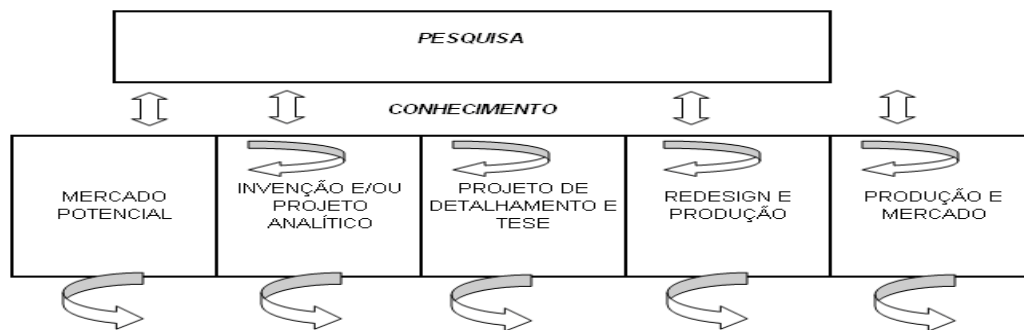 PESQUISA
CONHECIMENTO
MERCADO
POTENCIAL
INVENÇÃO E/OU
PROJETO
ANALÍTICO
PROJETO DE
DETALHAMENTO E
TESE
REDESIGN E
PRODUÇÃO
PRODUÇÃO E
MERCADO